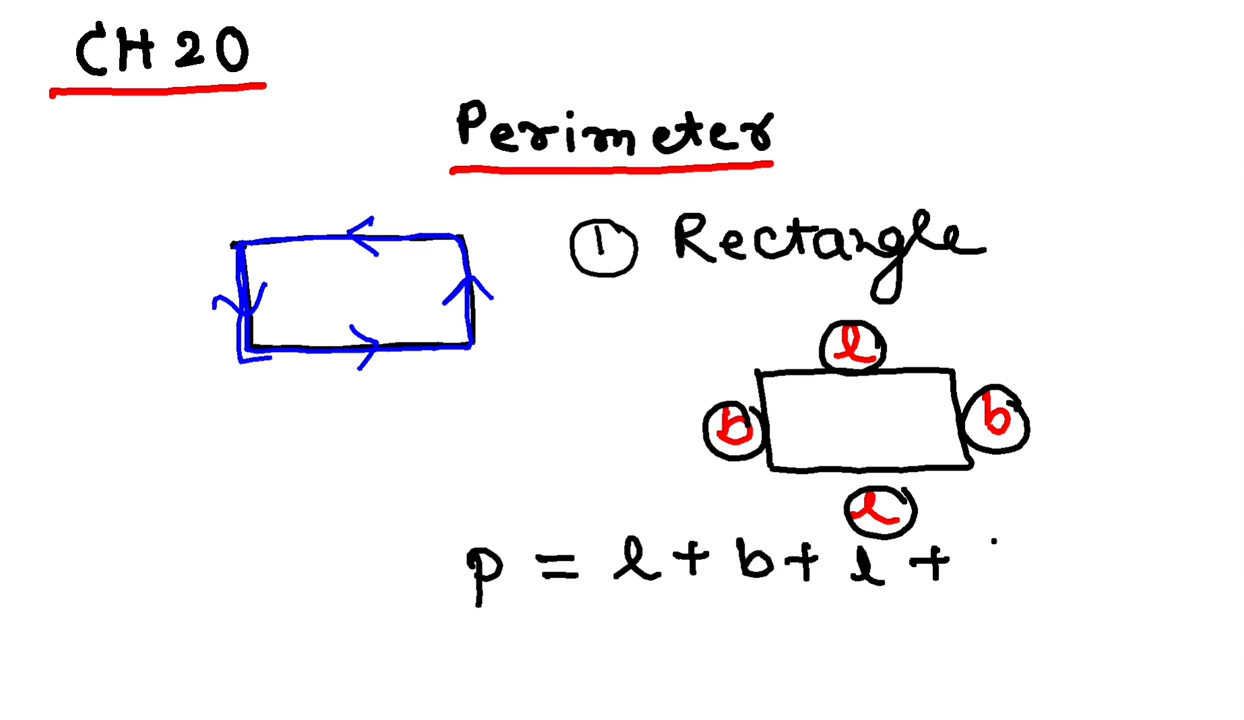 CH 20
Perimeter
① Rectangle
l
b
b
l
p = l + b + l +